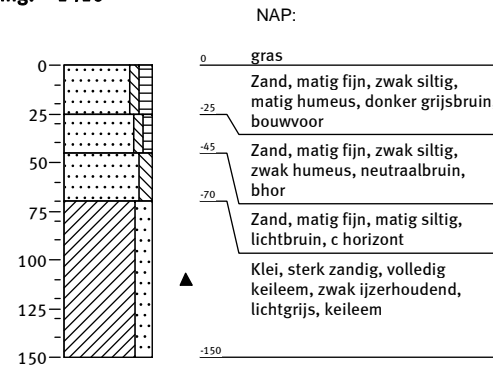 NAP:
0
25
50
75
100
125
150
0
gras
Zand, matig fijn, zwak siltig,
matig humeus, donker grijsbruin
bouwvoor
-25
Zand, matig fijn, zwak siltig,
zwak humeus, neutraalbruin,
bhor
-45
Zand, matig fijn, matig siltig,
lichtbruin, c horizont
-70
Klei, sterk zandig, volledig
keileem, zwak ijzerhoudend,
lichtgrijs, keileem
-150